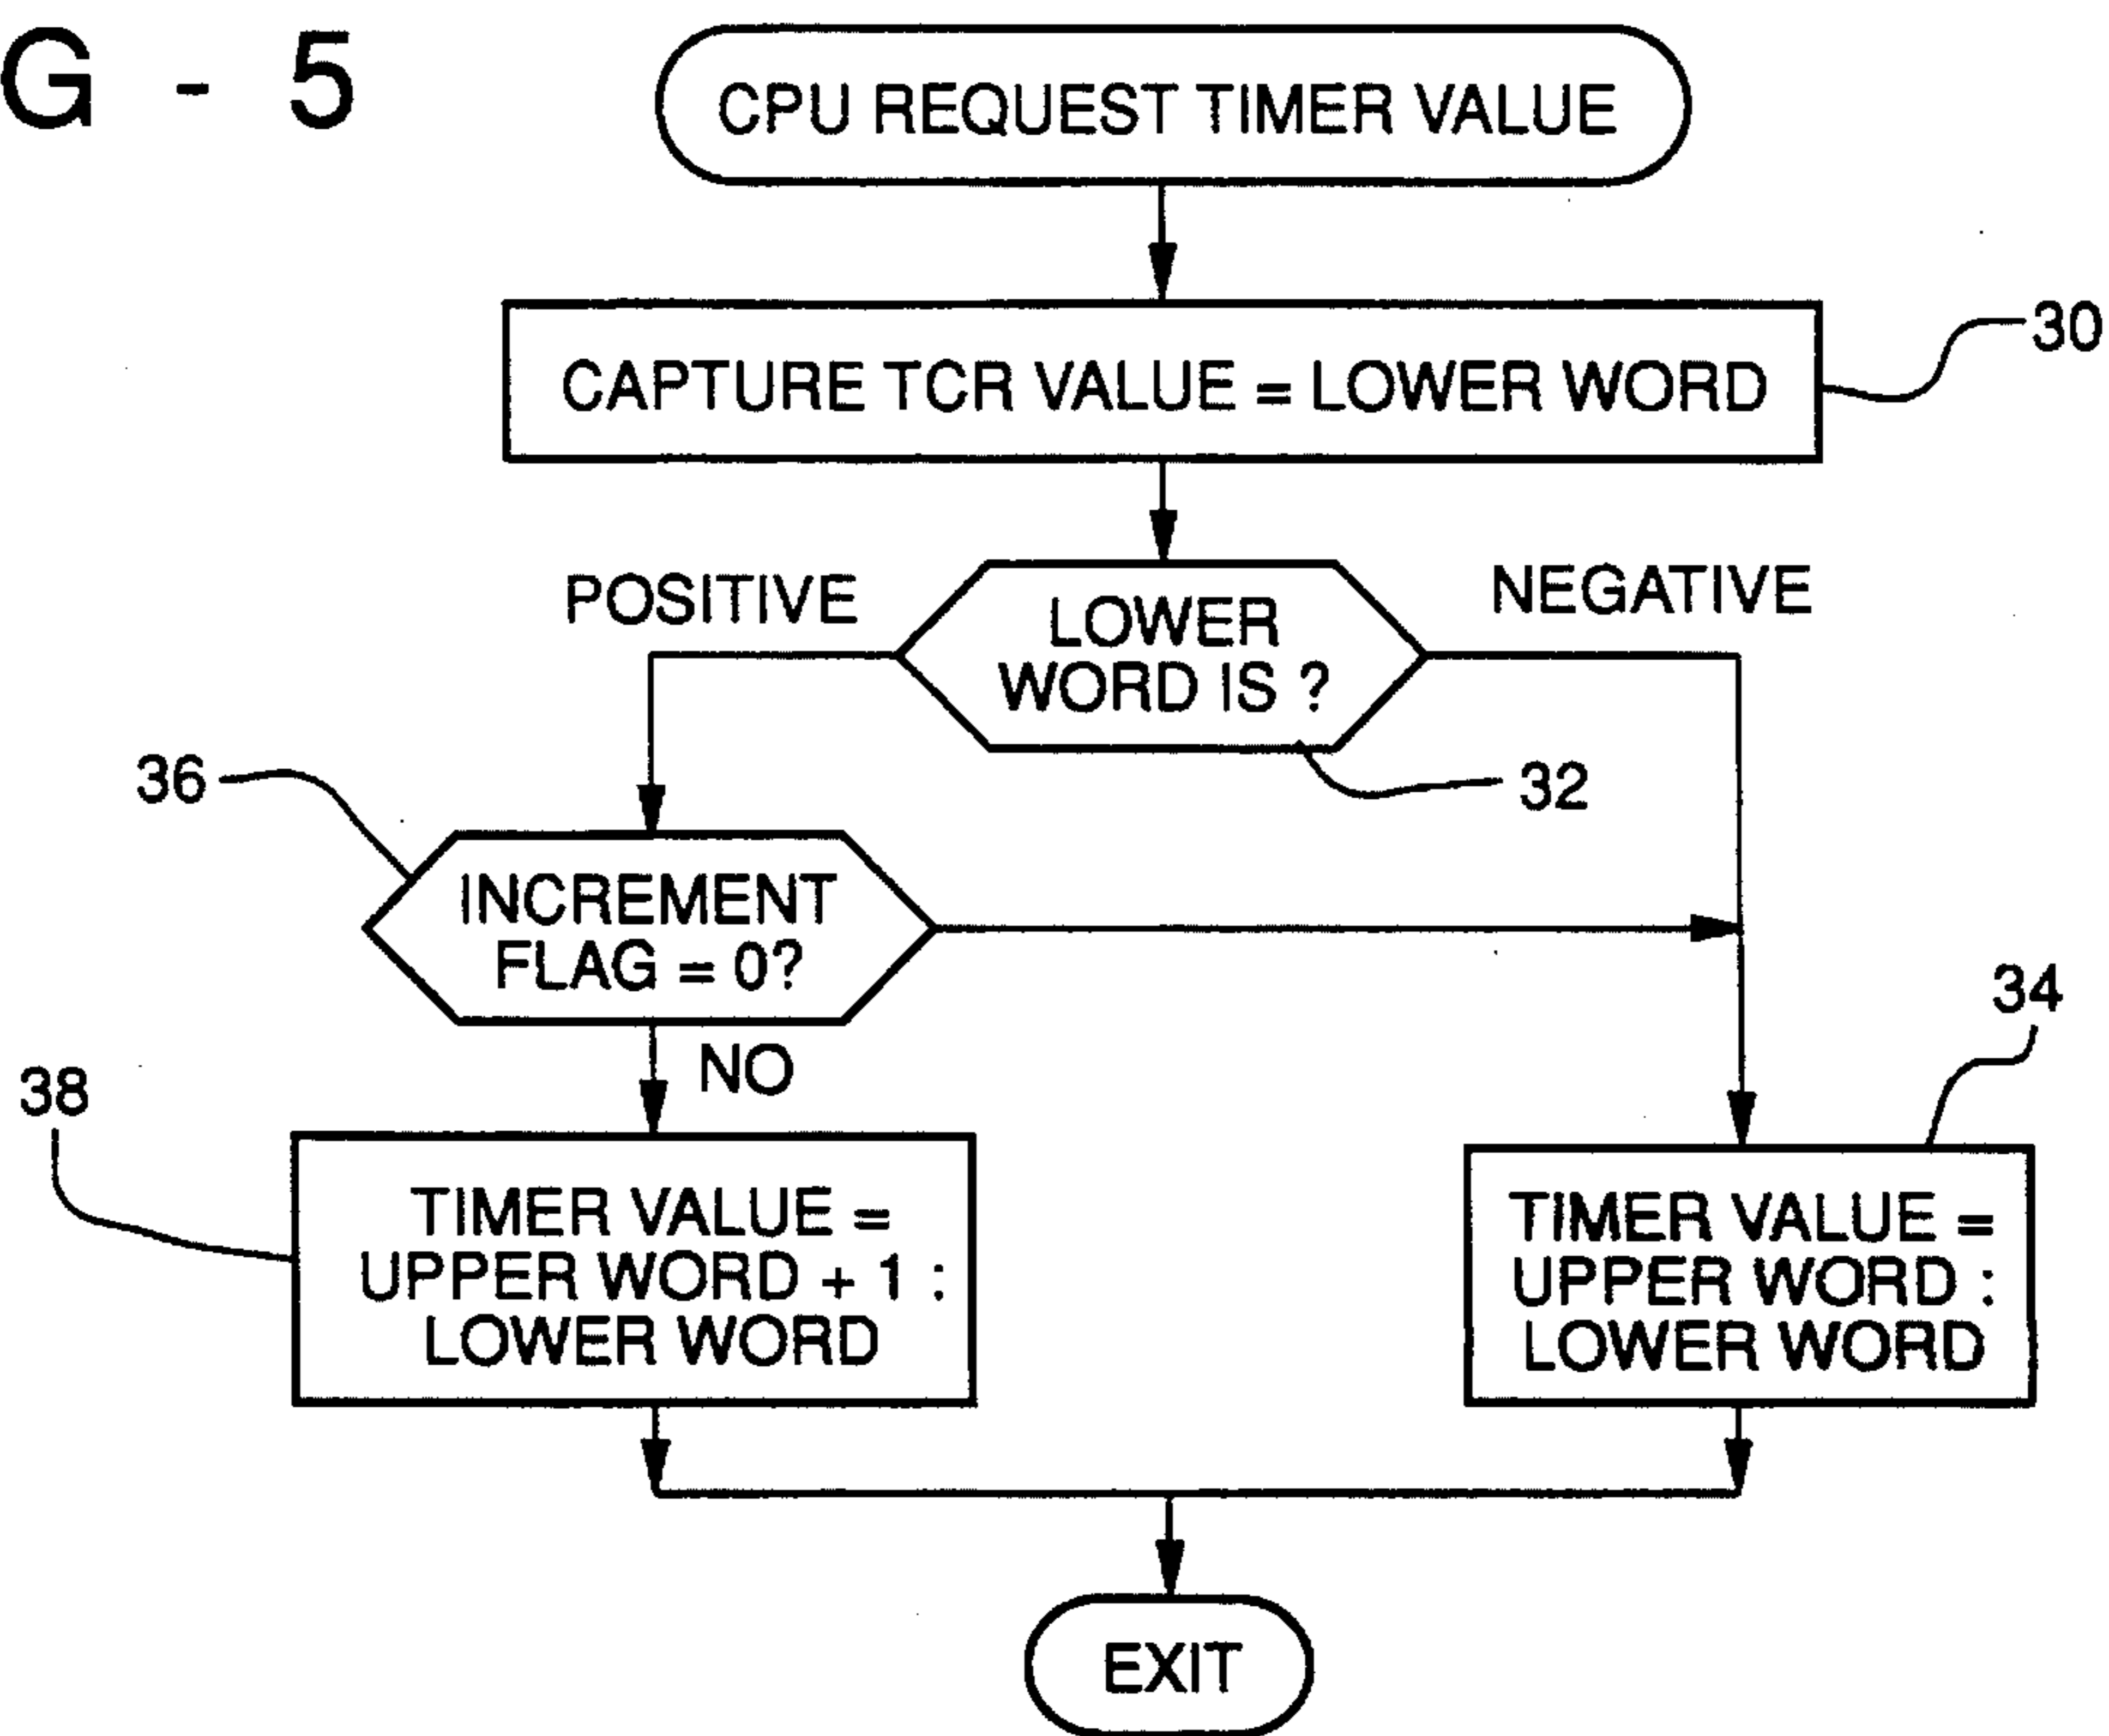 G - 5
CPU REQUEST TIMER VALUE
CAPTURE TCR VALUE = LOWER WORD
30
POSITIVE
NEGATIVE
LOWER
WORD IS ?
32
36
INCREMENT
FLAG = 0?
NO
34
38
TIMER VALUE =
UPPER WORD + 1 :
LOWER WORD
TIMER VALUE =
UPPER WORD :
LOWER WORD
EXIT